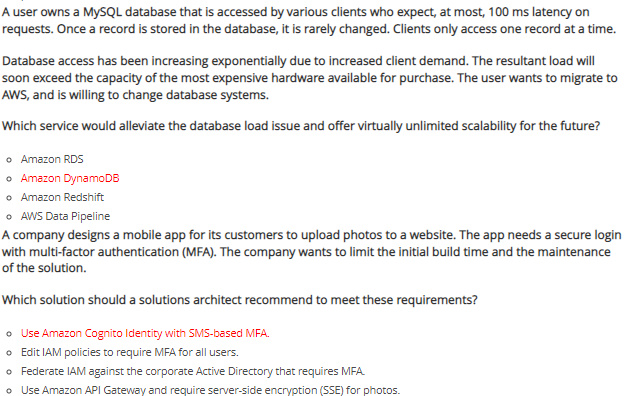 A user owns a MySQL database that is accessed by various clients who expect, at most, 100 ms latency on
requests. Once a record is stored in the database, it is rarely changed. Clients only access one record at a time.
Database access has been increasing exponentially due to increased client demand. The resultant load will
soon exceed the capacity of the most expensive hardware available for purchase. The user wants to migrate to
AWS, and is willing to change database systems.
Which service would alleviate the database load issue and offer virtually unlimited scalability for the future?
o Amazon RDS
o Amazon DynamoDB
o Amazon Redshift
o AWS Data Pipeline
A company designs a mobile app for its customers to upload photos to a website. The app needs a secure login
with multi-factor authentication (MFA). The company wants to limit the initial build time and the maintenance
of the solution.
Which solution should a solutions architect recommend to meet these requirements?
o Use Amazon Cognito Identity with SMS-based MFA.
o Edit IAM policies to require MFA for all users.
o Federate IAM against the corporate Active Directory that requires MFA.
o Use Amazon API Gateway and require server-side encryption (SSE) for photos.